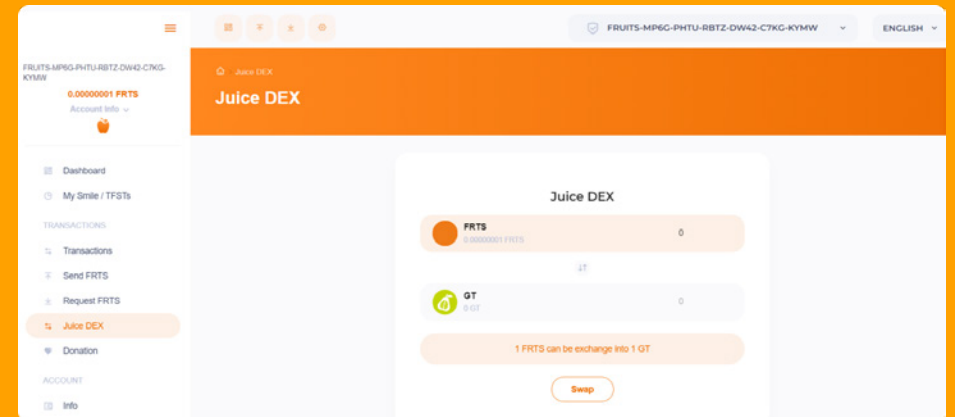 FRUITS-MP6G-PHTU-RBTZ-DW42-C7KG-KYMW
ENGLISH
FRUITS-MP6G-PHTU-RBTZ-DW42-C7KG-
KYMW
0.00000001 FRTS
Account Info
Juice DEX
Juice DEX
Dashboard
My Smile / TFSTs
TRANSACTIONS
Transactions
Send FRTS
Request FRTS
Juice DEX
Donation
ACCOUNT
Info
Juice DEX
FRTS
0.00000001 FRTS
0
GT
0 GT
0
1 FRTS can be exchange into 1 GT
Swap